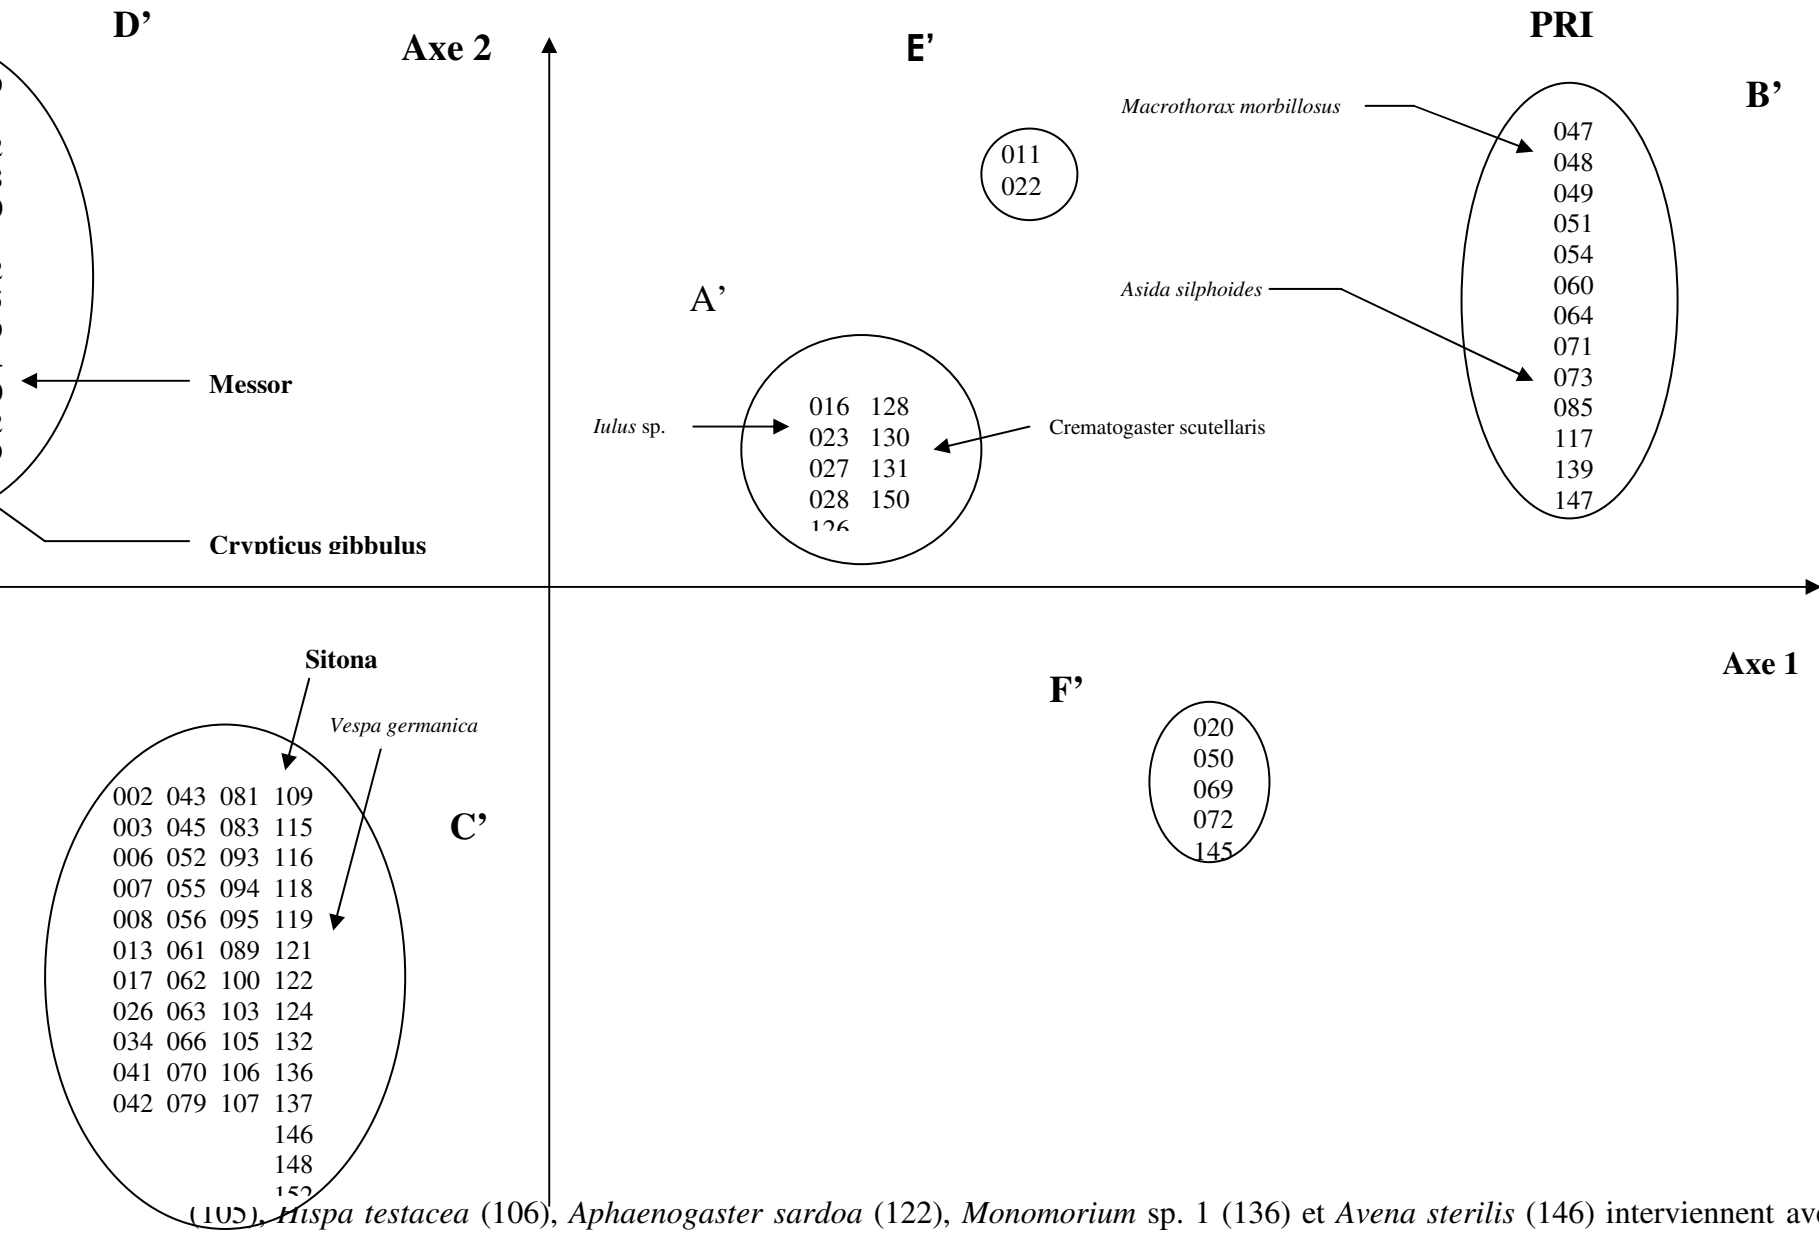 D’
Axe 2
E’
PRI
B’
Macrothorax morbillosus
047
048
049
051
054
060
064
071
073
085
117
139
147
011
022
A’
Asida silphoides
Messor
Iulus sp.
016 128
023 130
027 131
028 150
126
Crematogaster scutellaris
Crypticus gibbulus
Axe 1
Sitona
Vespa germanica
F’
020
050
069
072
145
C’
002 043 081 109
003 045 083 115
006 052 093 116
007 055 094 118
008 056 095 119
013 061 089 121
017 062 100 122
026 063 103 124
034 066 105 132
041 070 106 136
042 079 107 137
146
148
152
(105), Hispa testacea (106), Aphaenogaster sardoa (122), Monomorium sp. 1 (136) et Avena sterilis (146) interviennent